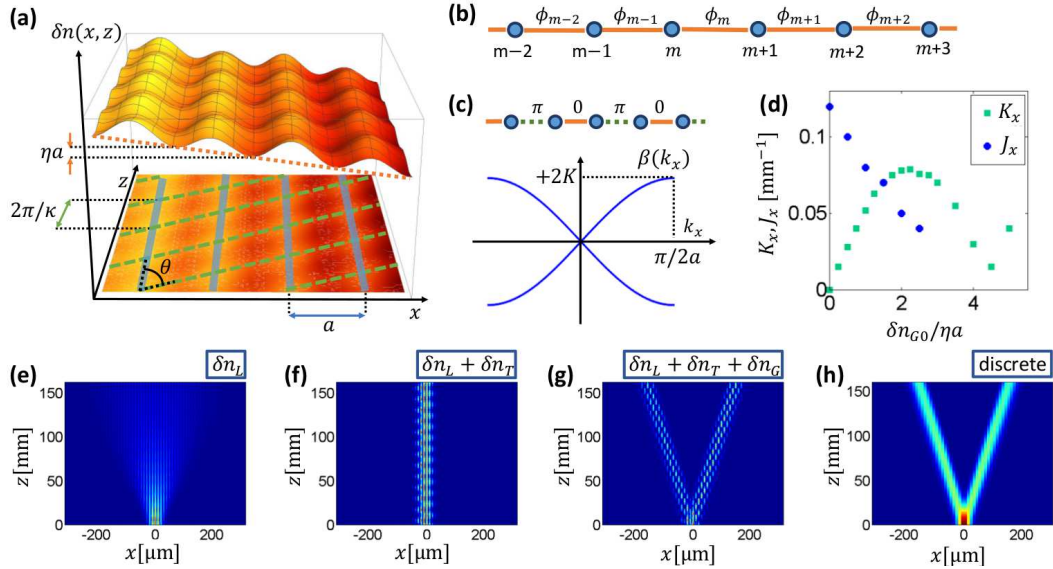 (a)
δn(x, z)
ηa
z
2π/κ
θ
a
x
(b)
ϕm−2 ϕm−1 ϕm ϕm+1 ϕm+2
m−2 m−1 m m+1 m+2 m+3
(c)
π 0 π 0
β(kx)
+2K
kx
π/2a
(d)
Kx
Jx
Kx, Jx [mm−1]
0.1
0.05
0
0 2 4
δnG0/ηa
(e)
δnL
z[mm]
150
100
50
0
-200 0 200
x[μm]
(f)
δnL + δnT
z[mm]
150
100
50
0
-200 0 200
x[μm]
(g)
δnL + δnT + δnG
z[mm]
150
100
50
0
-200 0 200
x[μm]
(h)
discrete
z[mm]
150
100
50
0
-200 0 200
x[μm]